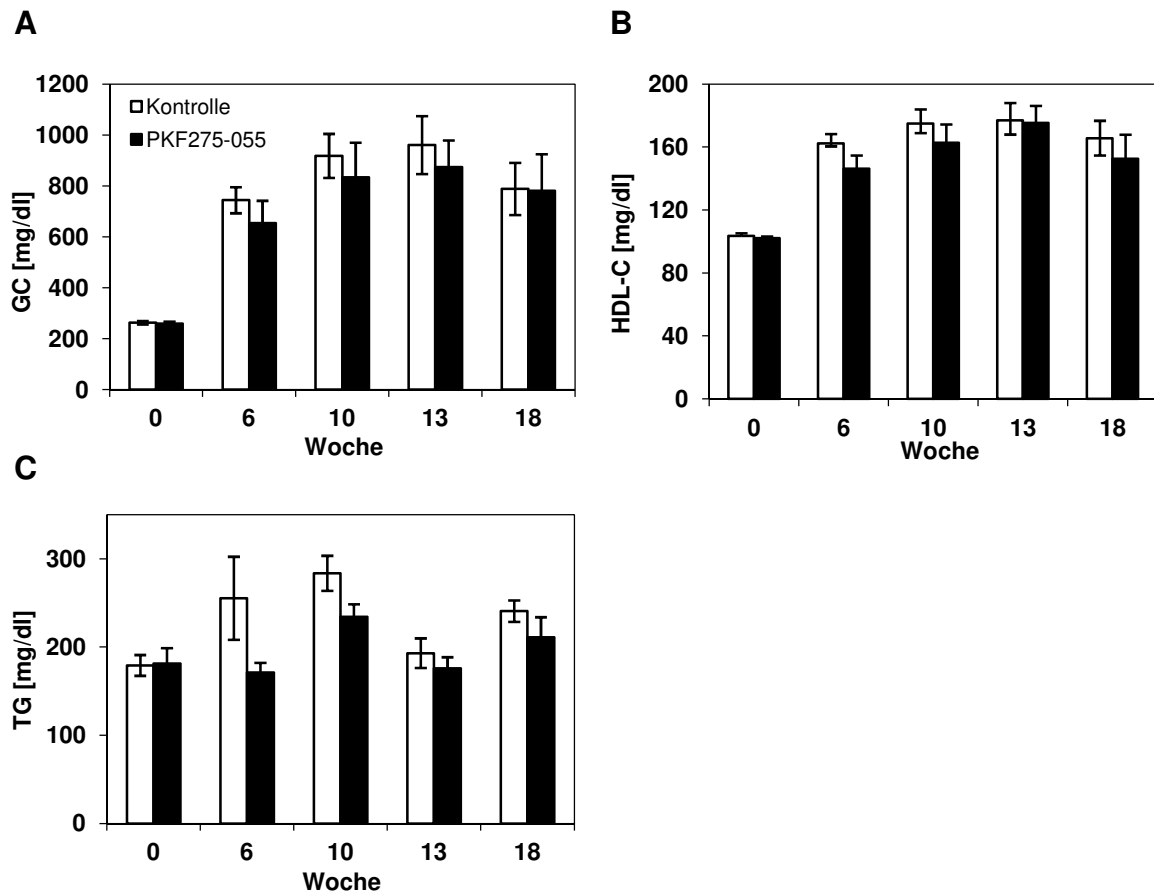 A
GC [mg/dl]
1200
1000
800
600
400
200
0
Kontrolle
PKF275-055
0 6 10 13 18
Woche
B
HDL-C [mg/dl]
200
160
120
80
40
0
0 6 10 13 18
Woche
C
TG [mg/dl]
300
200
100
0
0 6 10 13 18
Woche